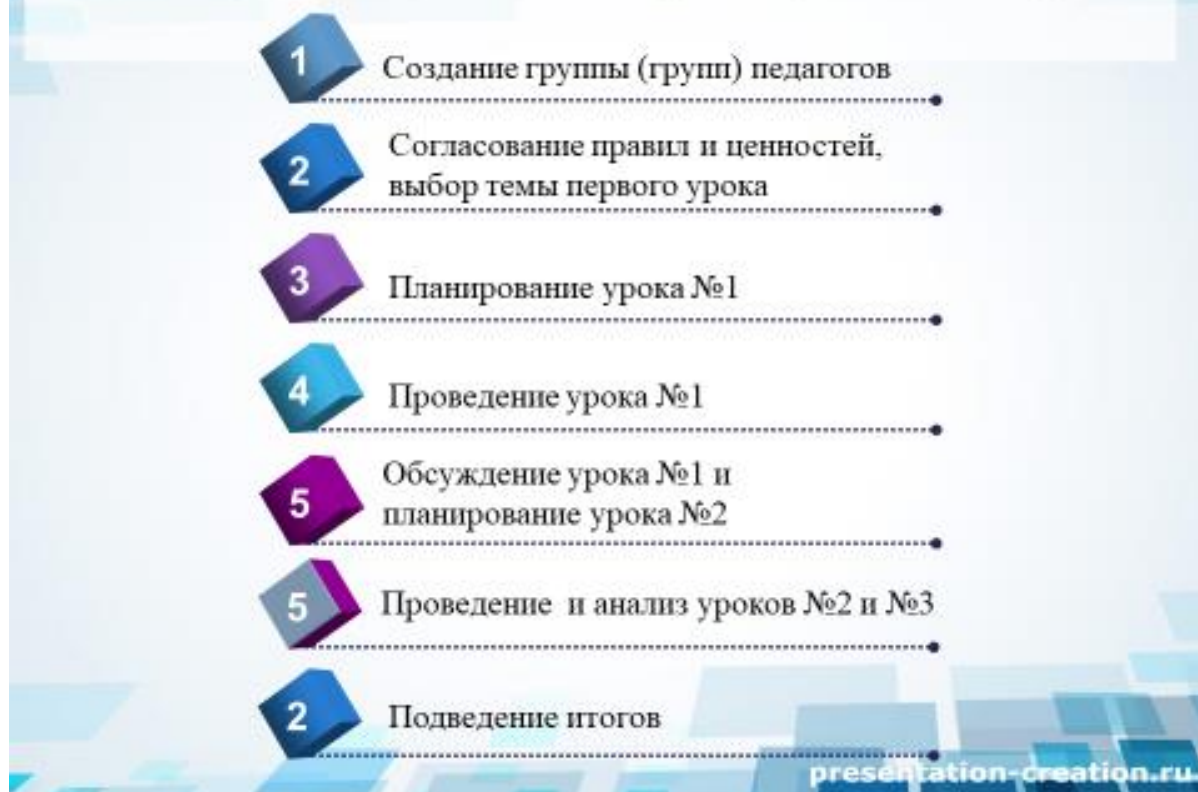 1
Создание группы (групп) педагогов
2
Согласование правил и ценностей,
выбор темы первого урока
3
Планирование урока №1
4
Проведение урока №1
5
Обсуждение урока №1 и
планирование урока №2
5
Проведение и анализ уроков №2 и №3
2
Подведение итогов
presentation-creation.ru